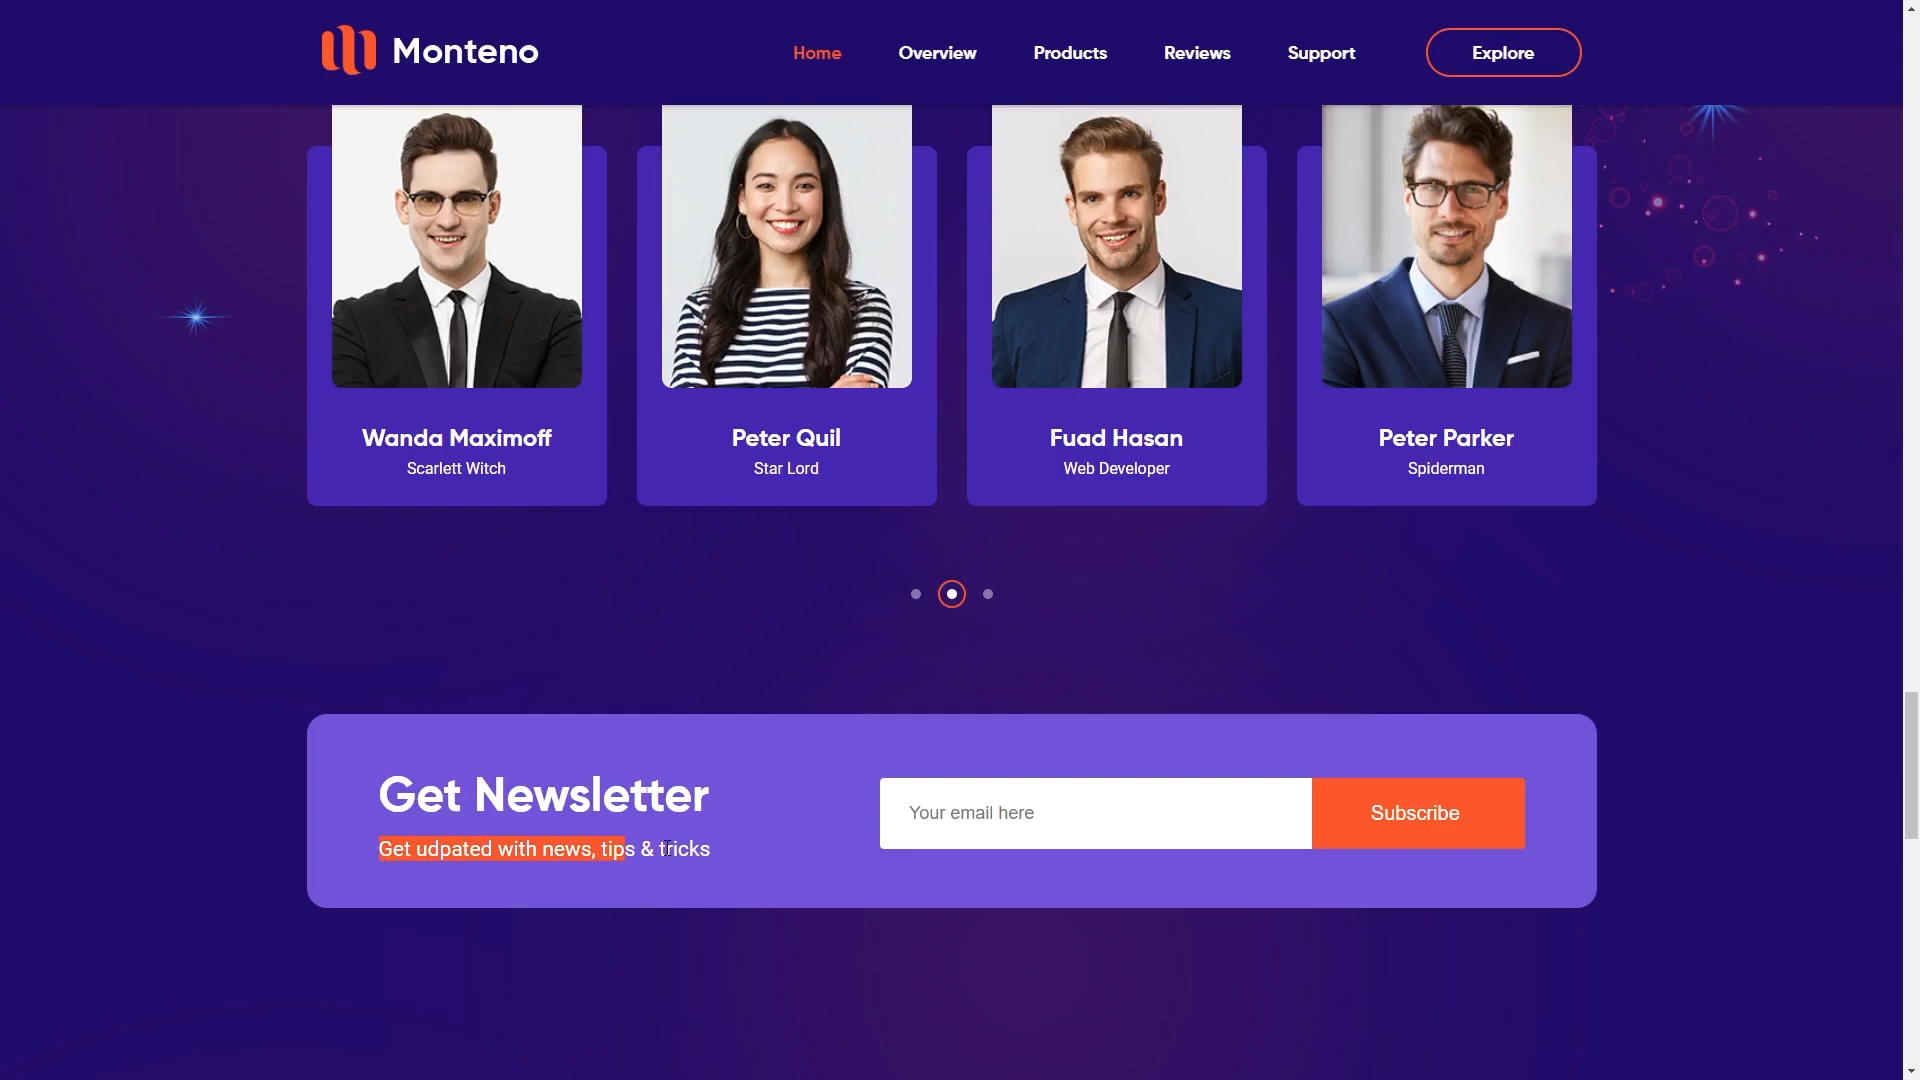 Monteno
Home Overview Products Reviews Support Explore
Wanda Maximoff
Scarlett Witch
Peter Quil
Star Lord
Fuad Hasan
Web Developer
Peter Parker
Spiderman
Get Newsletter
Get udpated with news, tips & tricks
Your email here
Subscribe